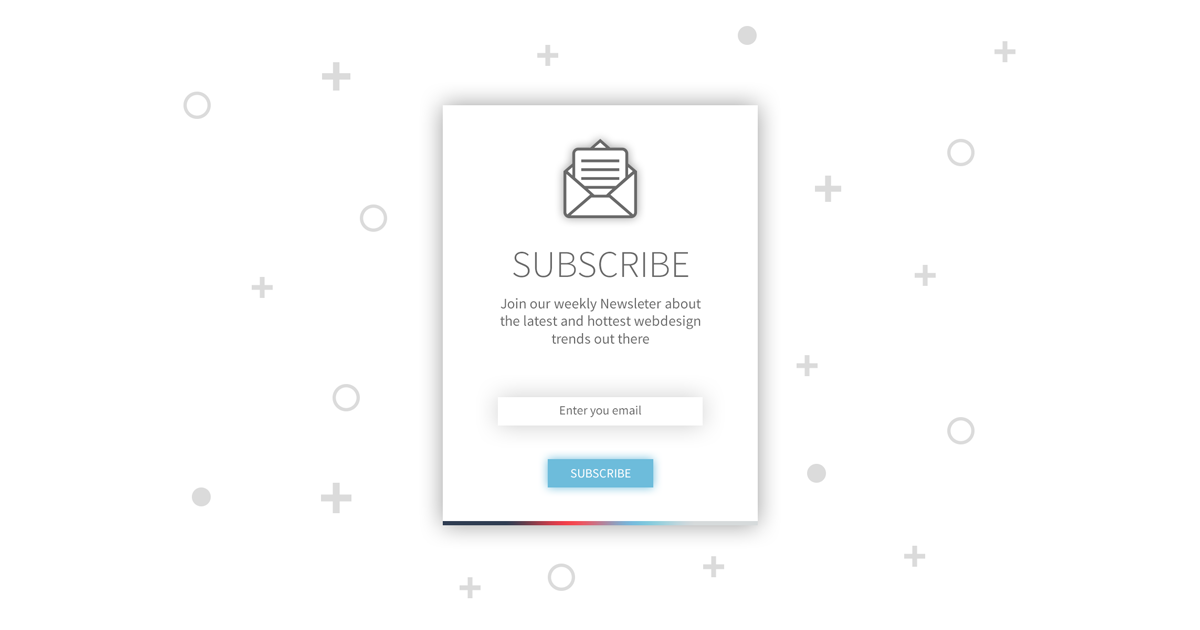 SUBSCRIBE
Join our weekly Newsleter about
the latest and hottest webdesign
trends out there
Enter you email
SUBSCRIBE